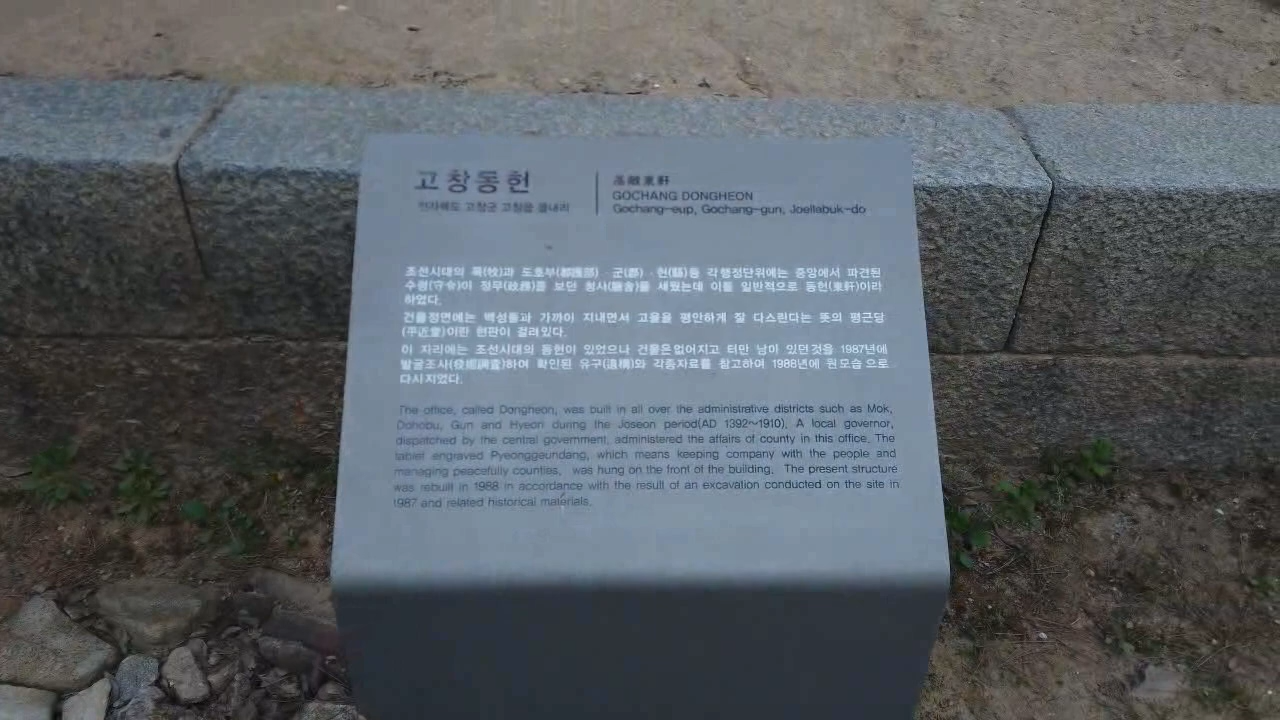 고창동헌
전라북도 고창군 고창읍 읍내리
高敞東軒
GOCHANG DONGHEON
Gochang-eup, Gochang-gun, Jeollabuk-do
조선시대의 목(牧)과 도호부(都護部) · 군(郡) · 현(縣)등 각행정단위에는 중앙에서 파견된
수령(守令)이 정무(政務)를 보던 청사(廳舍)를 세웠는데 이를 일반적으로 동헌(東軒)이라
하였다.
건물정면에는 백성들과 가까이 지내면서 고을을 평안하게 잘 다스린다는 뜻의 평근당
(平近堂)이란 현판이 걸려있다.
이 자리에는 조선시대의 동헌이 있었으나 건물은없어지고 터만 남아 있던것을 1987년에
발굴조사(發掘調査)하여 확인된 유구(遺構)와 각종자료를 참고하여 1988년에 원모습으로
다시지었다.
The office, called Dongheon, was built in all over the administrative districts such as Mok,
Dohobu, Gun and Hyeon during the Joseon period(AD 1392~1910). A local governor,
dispatched by the central government, administered the affairs of county in this office. The
tablet engraved Pyeonggeundang, which means keeping company with the people and
managing peacefully counties, was hung on the front of the building. The present structure
was rebuilt in 1988 in accordance with the result of an excavation conducted on the site in
1987 and related historical materials.